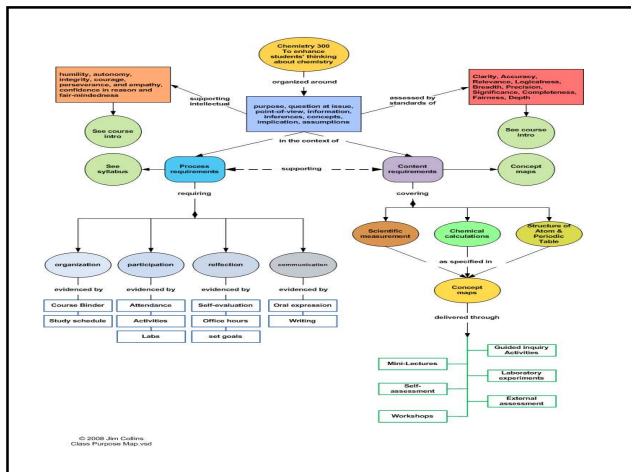 Chemistry 300
To enhance
students' thinking
about chemistry
organized around
humility, autonomy,
integrity, courage,
perseverance, and empathy,
confidence in reason and
fair-mindedness
supporting
intellectual
purpose, question at issue,
point-of-view, information,
inferences, concepts,
implication, assumptions
assessed by
standards of
Clarity, Accuracy,
Relevance, Logicalness,
Breadth, Precision,
Significance, Completeness,
Fairness, Depth
See course
intro
See course
intro
in the context of
See
syllabus
Process
requirements
supporting
Content
requirements
Concept
maps
requiring
covering
organization
participation
relfection
communication
evidenced by
evidenced by
evidenced by
evidenced by
Course Binder
Study schedule
Attendance
Activities
Labs
Self-evaluation
Office hours
set goals
Oral expression
Writing
Scientific
measurement
Chemical
calculations
Structure of
Atom &
Periodic
Table
as specified in
Concept
maps
delivered through
Mini-Lectures
Guided inquiry
Activities
Self-
assessment
Laboratory
experiments
Workshops
External
assessment
© 2008 Jim Collins
Class Purpose Map.vsd